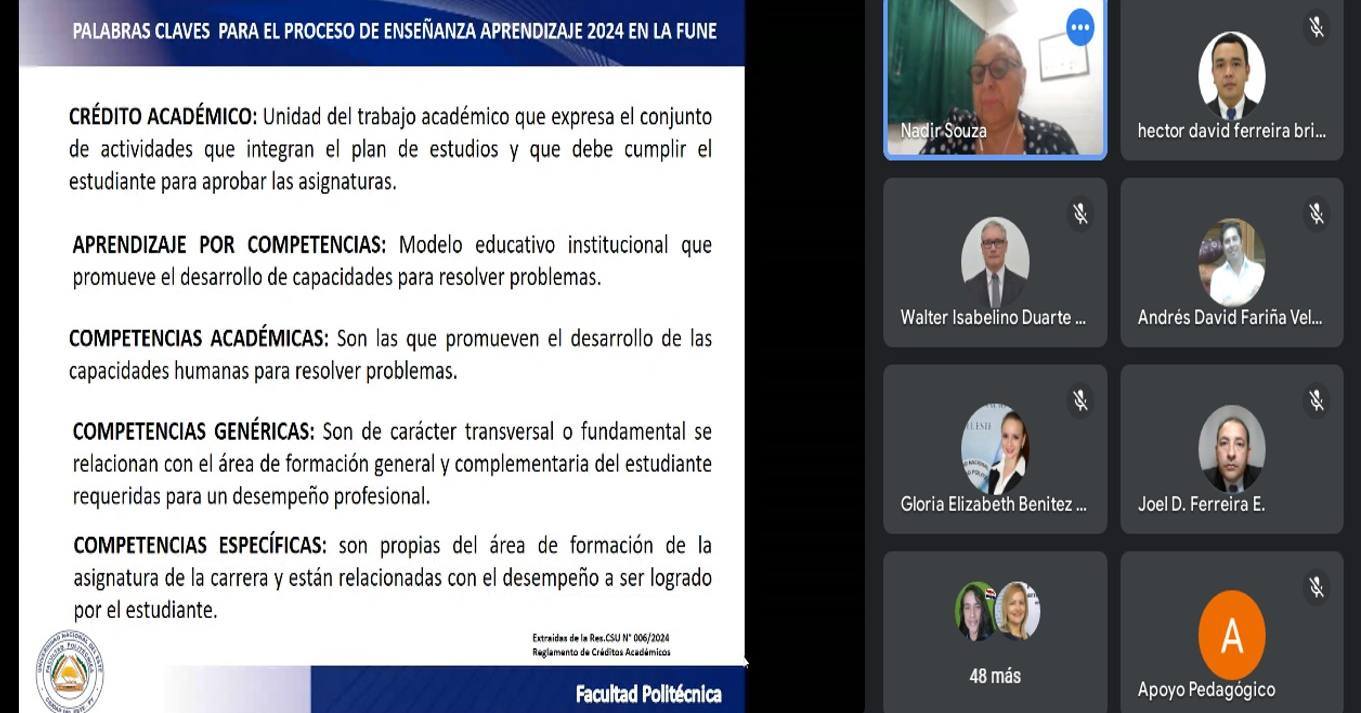 PALABRAS CLAVES PARA EL PROCESO DE ENSEÑANZA APRENDIZAJE 2024 EN LA FUNE
CRÉDITO ACADÉMICO: Unidad del trabajo académico que expresa el conjunto
de actividades que integran el plan de estudios y que debe cumplir el
estudiante para aprobar las asignaturas.
APRENDIZAJE POR COMPETENCIAS: Modelo educativo institucional que
promueve el desarrollo de capacidades para resolver problemas.
COMPETENCIAS ACADÉMICAS: Son las que promueven el desarrollo de las
capacidades humanas para resolver problemas.
COMPETENCIAS GENÉRICAS: Son de carácter transversal o fundamental se
relacionan con el área de formación general y complementaria del estudiante
requeridas para un desempeño profesional.
COMPETENCIAS ESPECÍFICAS: son propias del área de formación de la
asignatura de la carrera y están relacionadas con el desempeño a ser logrado
por el estudiante.
Extraidas de la Res.CSU N° 006/2024
Reglamento de Créditos Académicos
UNIVERSIDAD NACIONAL DEL ESTE
FACULTAD POLITÉCNICA
Facultad Politécnica
Nadir Souza
hector david ferreira bri...
Walter Isabelino Duarte ...
Andrés David Fariña Vel...
Gloria Elizabeth Benitez ...
Joel D. Ferreira E.
48 más
A
Apoyo Pedagógico